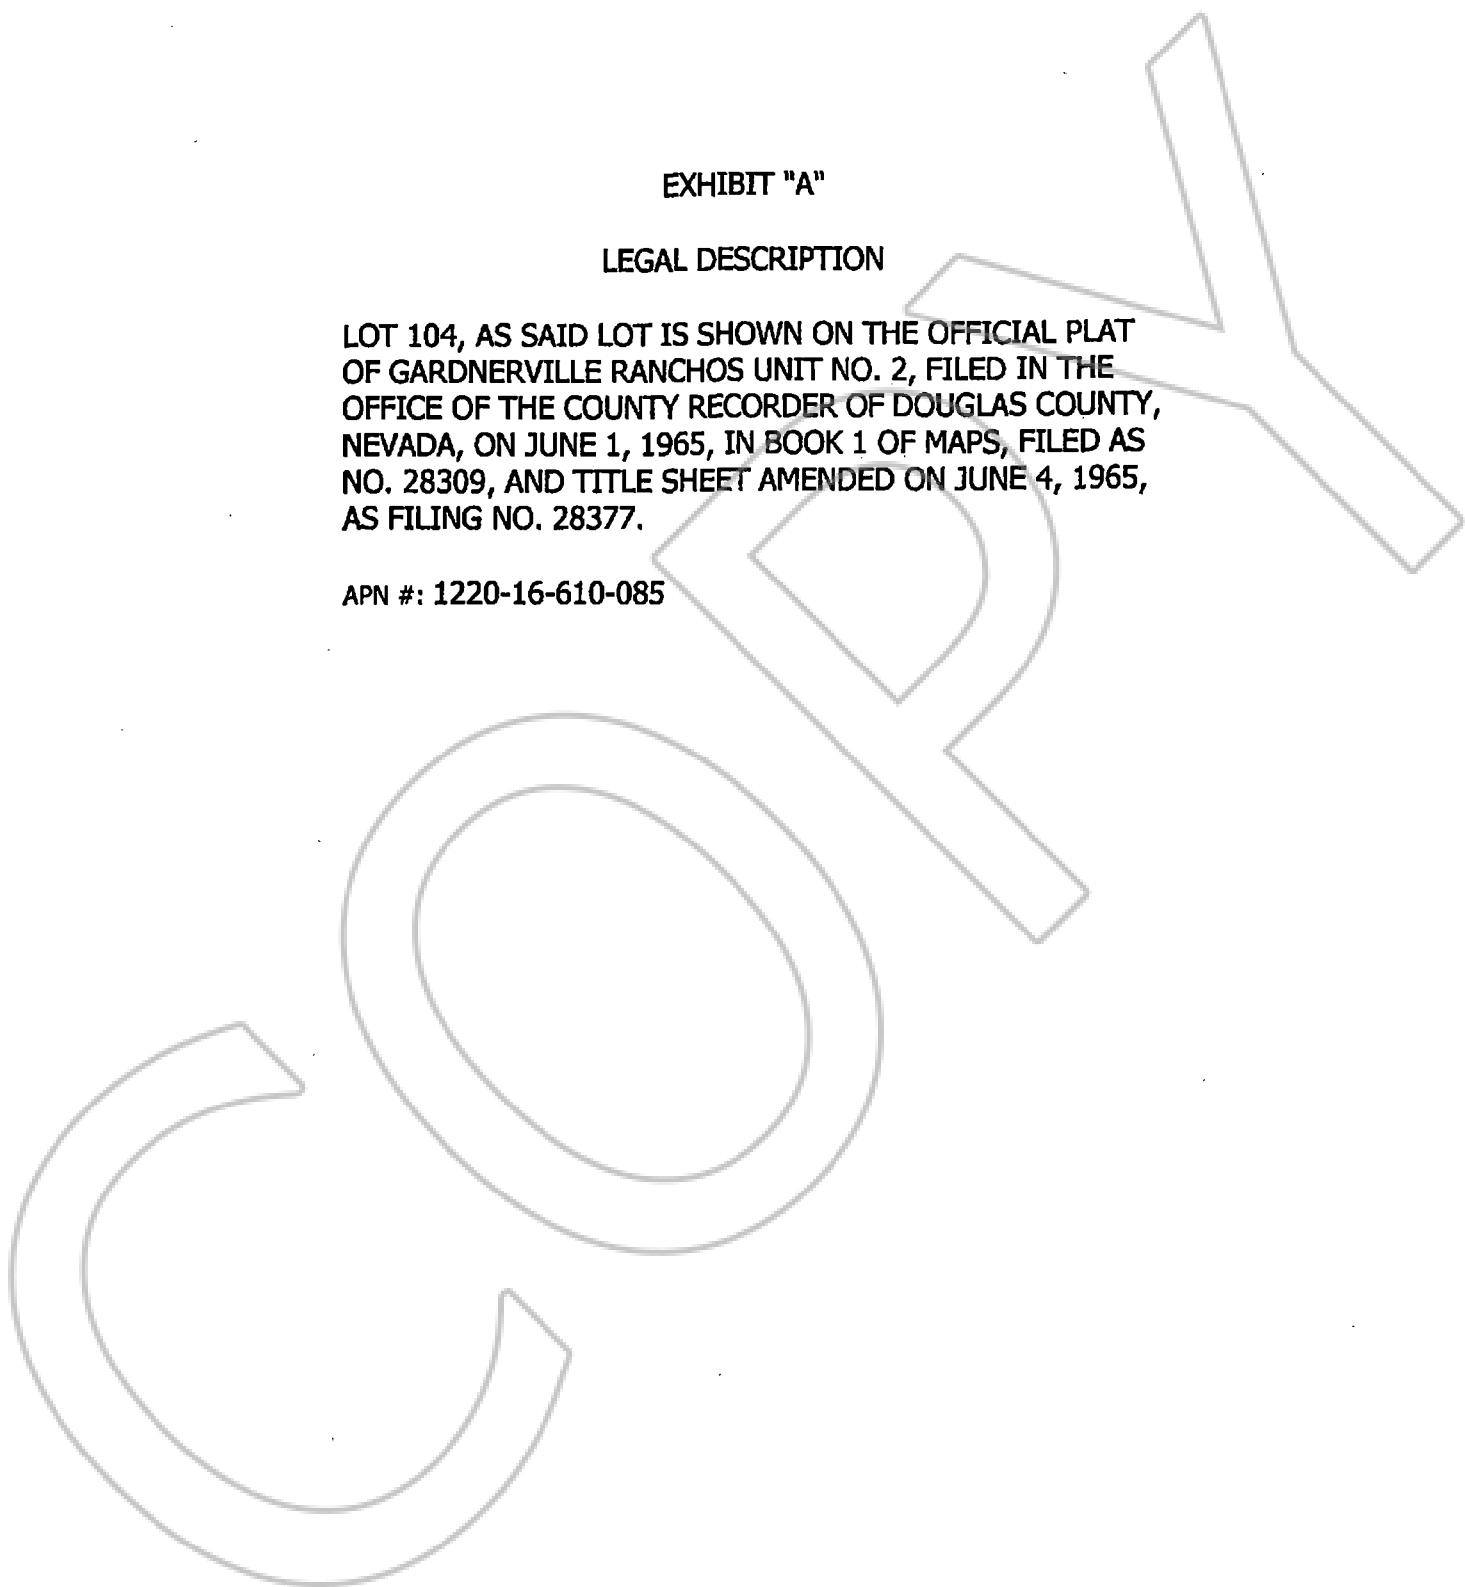 EXHIBIT "A"
LEGAL DESCRIPTION
LOT 104, AS SAID LOT IS SHOWN ON THE OFFICIAL PLAT
OF GARDNERVILLE RANCHOS UNIT NO. 2, FILED IN THE
OFFICE OF THE COUNTY RECORDER OF DOUGLAS COUNTY,
NEVADA, ON JUNE 1, 1965, IN BOOK 1 OF MAPS, FILED AS
NO. 28309, AND TITLE SHEET AMENDED ON JUNE 4, 1965,
AS FILING NO. 28377.
APN #: 1220-16-610-085
COPY